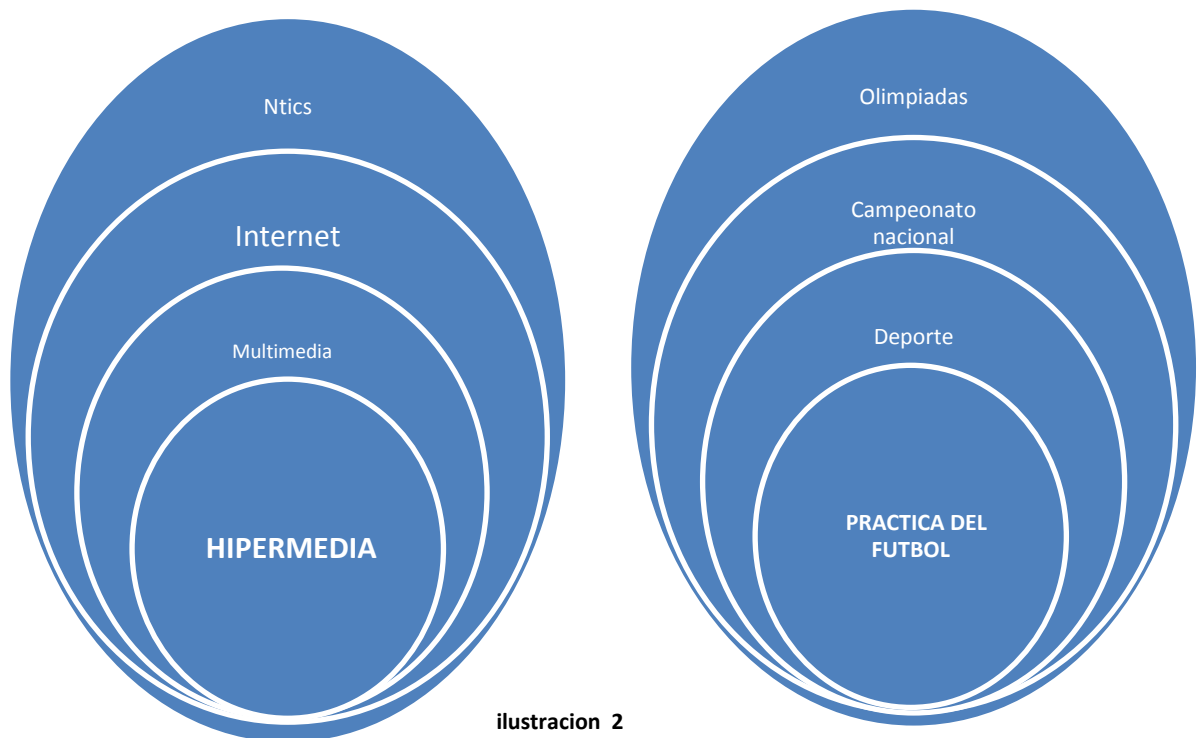 Ntics
Internet
Multimedia
HIPERMEDIA
Olimpiadas
Campeonato
nacional
Deporte
PRACTICA DEL
FUTBOL
ilustracion 2